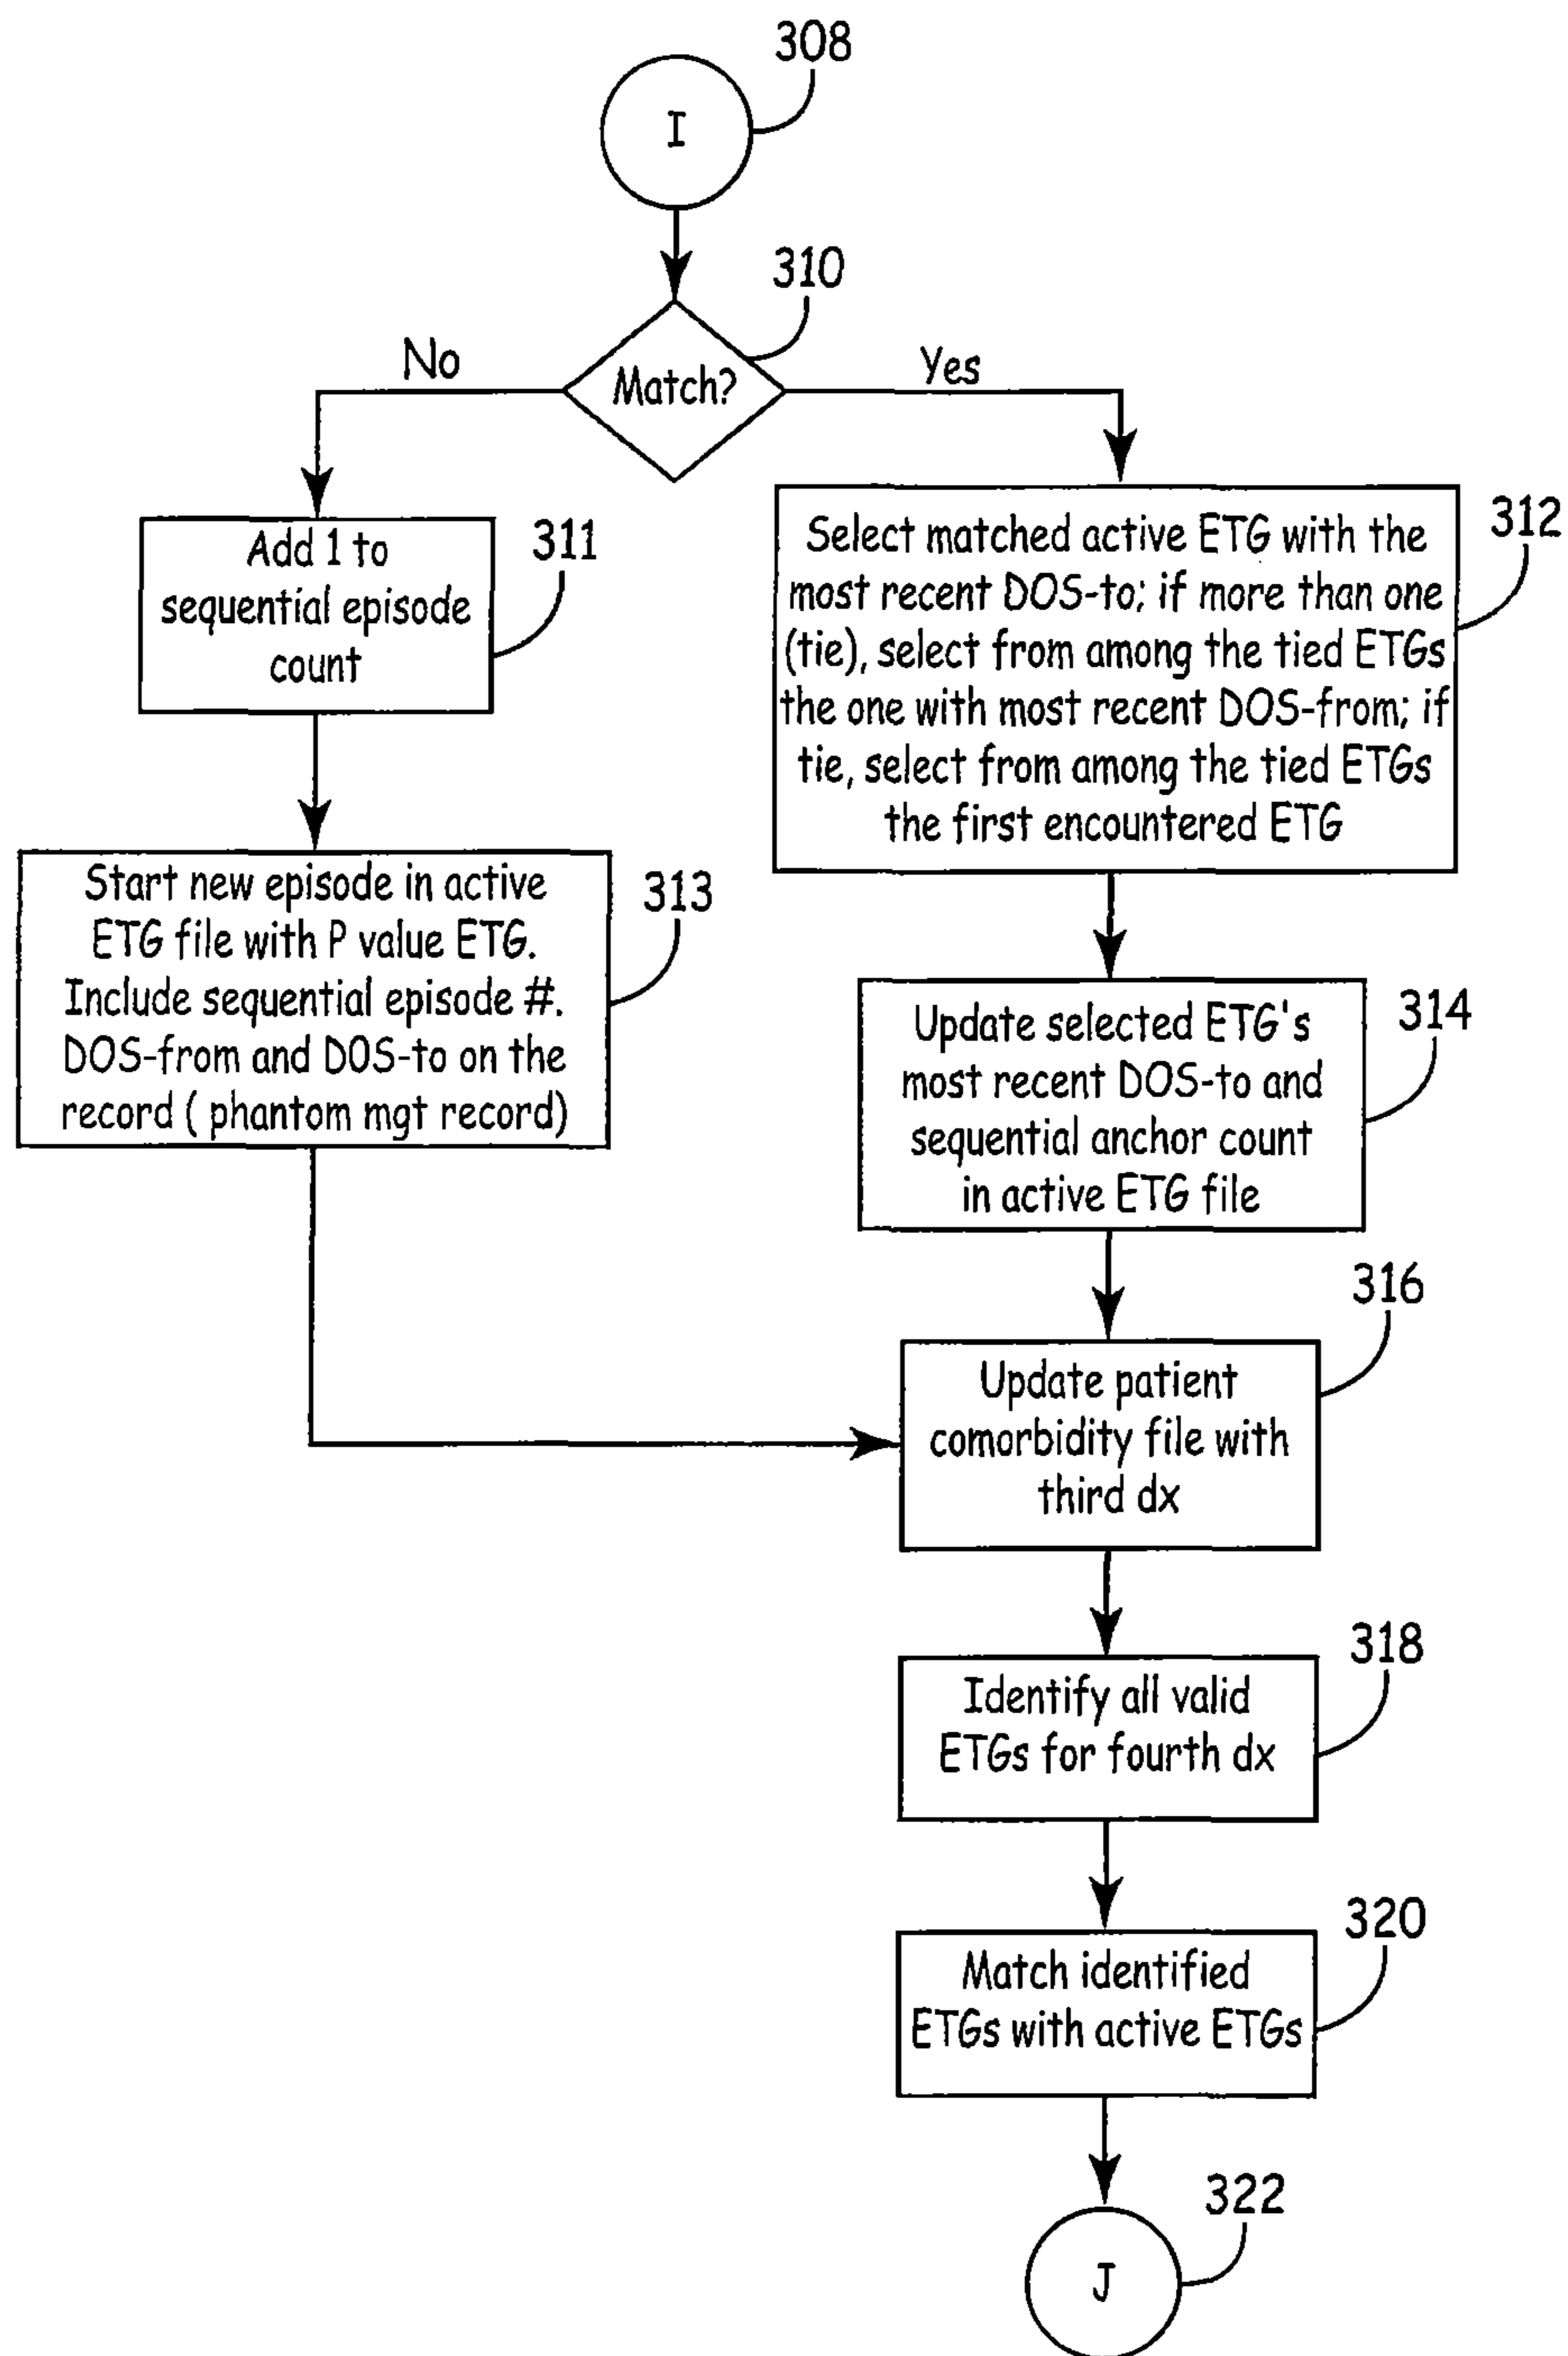 308
I
310
No
Match?
Yes
311
Add 1 to
sequential episode
count
312
Select matched active ETG with the
most recent DOS-to; if more than one
(tie), select from among the tied ETGs
the one with most recent DOS-from; if
tie, select from among the tied ETGs
the first encountered ETG
313
Start new episode in active
ETG file with P value ETG.
Include sequential episode #.
DOS-from and DOS-to on the
record ( phantom mgt record)
314
Update selected ETG's
most recent DOS-to and
sequential anchor count
in active ETG file
316
Update patient
comorbidity file with
third dx
318
Identify all valid
ETGs for fourth dx
320
Match identified
ETGs with active ETGs
322
J